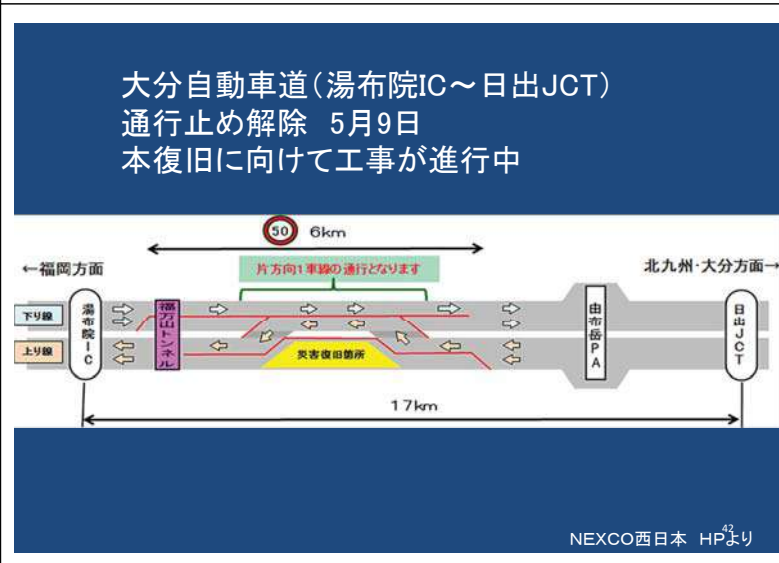 大分自動車道(湯布院IC～日出JCT)
通行止め解除 5月9日
本復旧に向けて工事が進行中
50 6km
←福岡方面
片方向1車線の通行となります
北九州・大分方面→
下り線
上り線
湯布院IC
福万山トンネル
災害復旧箇所
由布岳PA
日出JCT
17km
NEXCO西日本 HPより
42